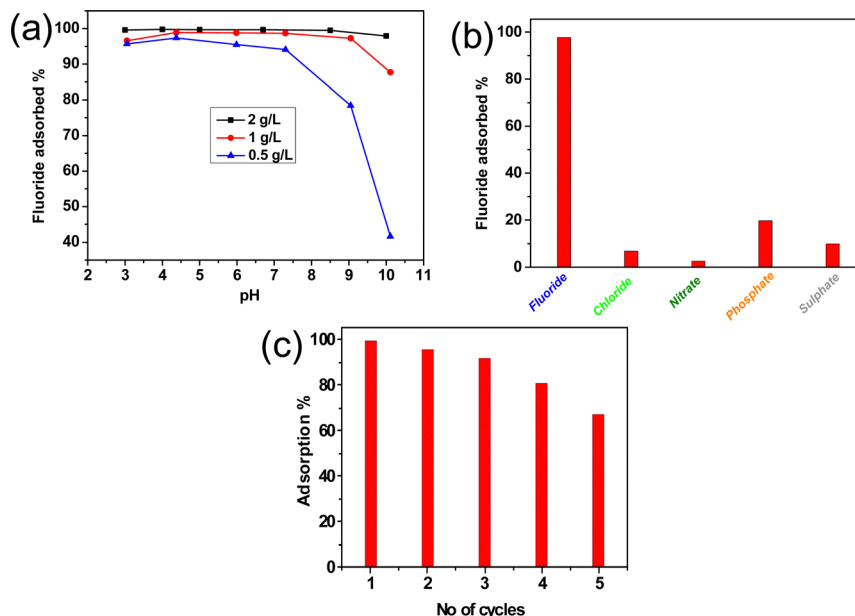 (a)
Fluoride adsorbed %
100
90
80
70
60
50
40
2 g/L
1 g/L
0.5 g/L
2 3 4 5 6 7 8 9 10 11
pH
(b)
Fluoride adsorbed %
100
80
60
40
20
0
Fluoride
Chloride
Nitrate
Phosphate
Sulphate
(c)
Adsorption %
100
80
60
40
20
0
1 2 3 4 5
No of cycles